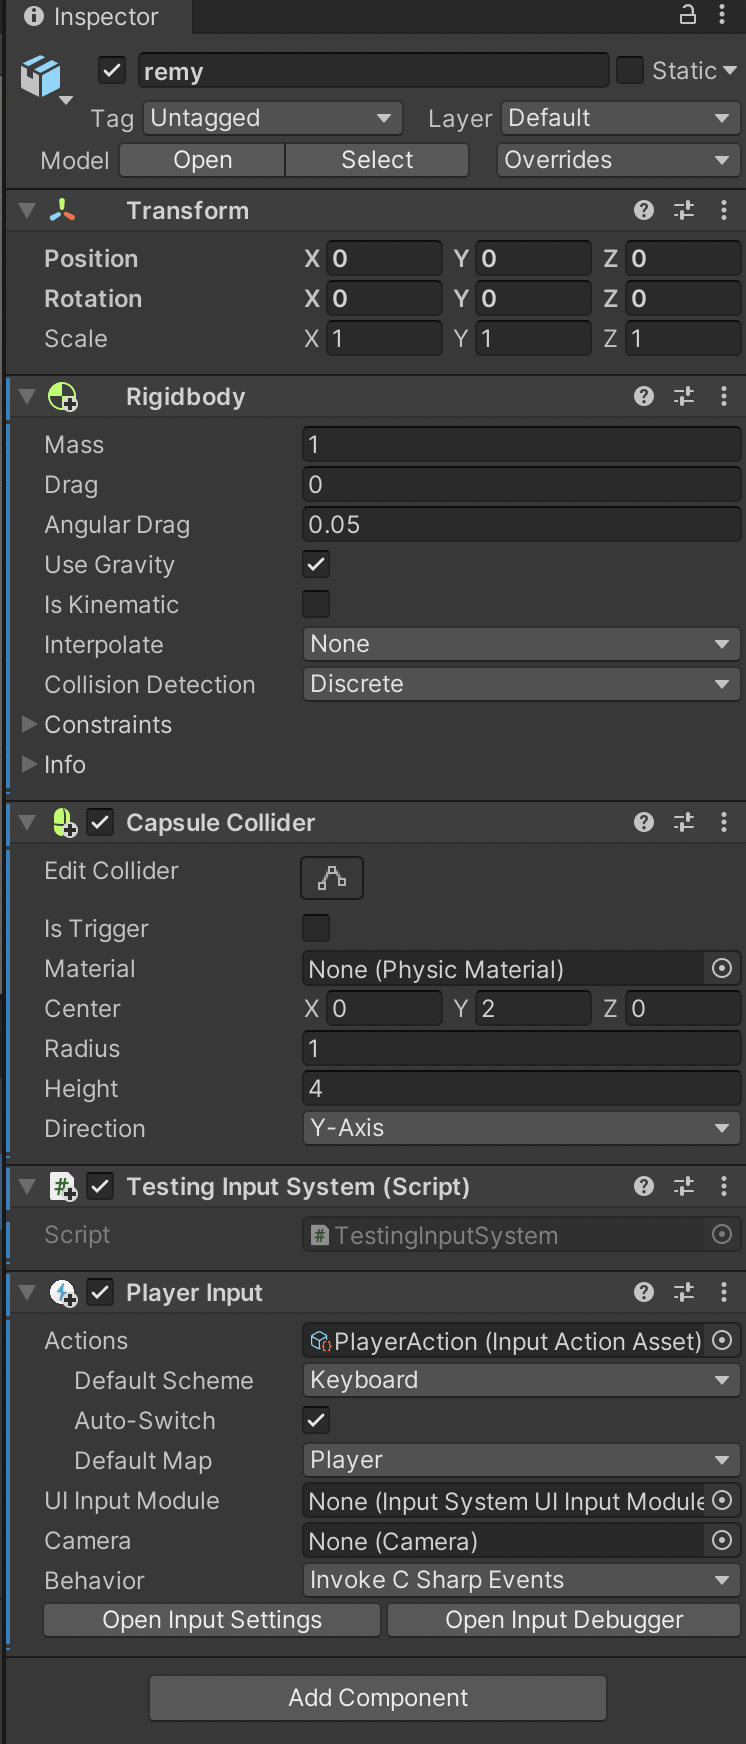 Inspector
remy Static
Tag Untagged Layer Default
Model Open Select Overrides
Transform
Position X 0 Y 0 Z 0
Rotation X 0 Y 0 Z 0
Scale X 1 Y 1 Z 1
Rigidbody
Mass 1
Drag 0
Angular Drag 0.05
Use Gravity
Is Kinematic
Interpolate None
Collision Detection Discrete
Constraints
Info
Capsule Collider
Edit Collider
Is Trigger
Material None (Physic Material)
Center X 0 Y 2 Z 0
Radius 1
Height 4
Direction Y-Axis
# Testing Input System (Script)
Script # TestingInputSystem
Player Input
Actions PlayerAction (Input Action Asset)
Default Scheme Keyboard
Auto-Switch
Default Map Player
UI Input Module None (Input System UI Input Module
Camera None (Camera)
Behavior Invoke C Sharp Events
Open Input Settings Open Input Debugger
Add Component